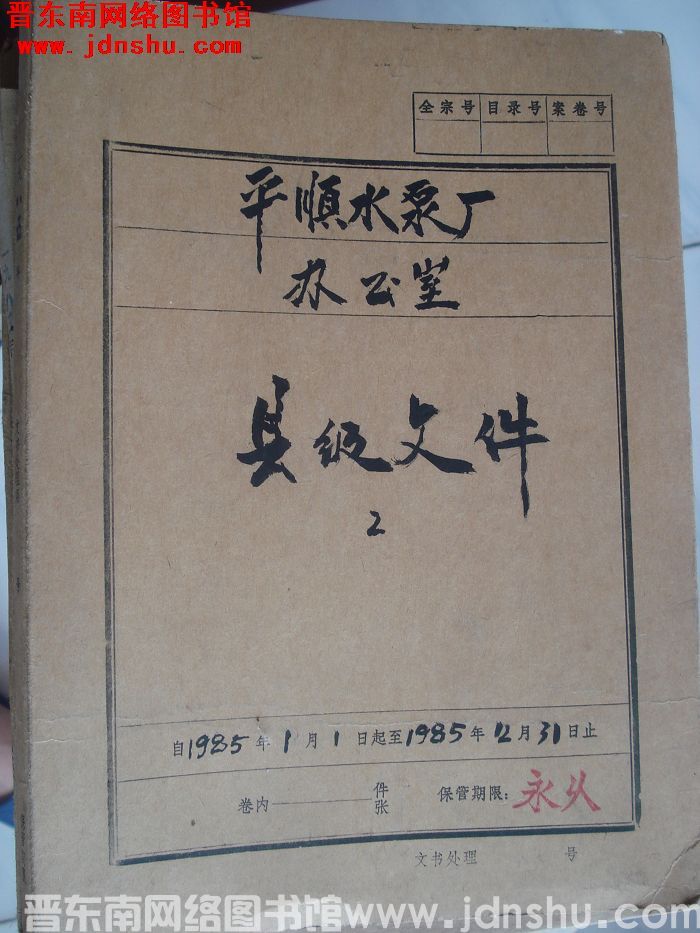 晋东南网络图书馆
www.jdnshu.com
全宗号 目录号 案卷号
平順水泵厂
办公室
县级文件
2
自1985年1月1日起至1985年12月31日止
卷内 件
张
保管期限：永久
文书处理 号
晋东南网络图书馆 www.jdnshu.com